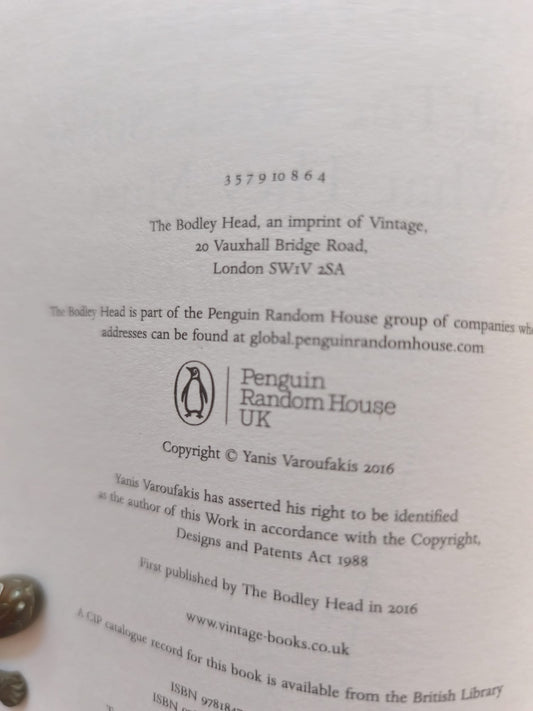 3 5 7 9 10 8 6 4
The Bodley Head, an imprint of Vintage,
20 Vauxhall Bridge Road,
London SW1V 2SA
The Bodley Head is part of the Penguin Random House group of companies
addresses can be found at global.penguinrandomhouse.com
Penguin
Random House
UK
Copyright © Yanis Varoufakis 2016
Yanis Varoufakis has asserted his right to be identified
as the author of this Work in accordance with the Copyright,
Designs and Patents Act 1988
First published by The Bodley Head in 2016
www.vintage-books.co.uk
A CIP catalogue record for this book is available from the British Library
ISBN
ISBN